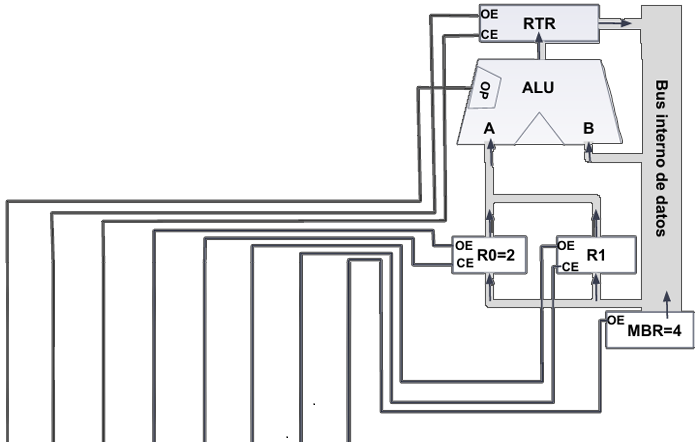 OE
RTR
CE
OP
ALU
A
B
Bus interno de datos
OE
R0=2
CE
OE
R1
CE
OE
MBR=4